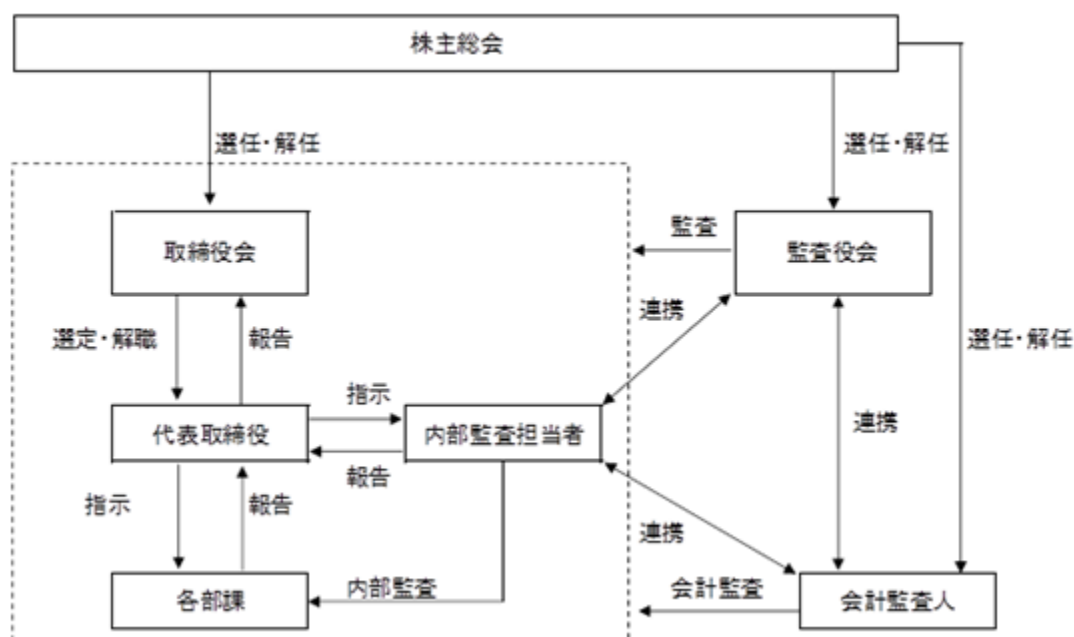 株主総会
選任・解任
選任・解任
取締役会
監査
監査役会
連携
選定・解職
報告
選任・解任
指示
代表取締役
内部監査担当者
連携
報告
指示
報告
連携
各部課
内部監査
会計監査
会計監査人